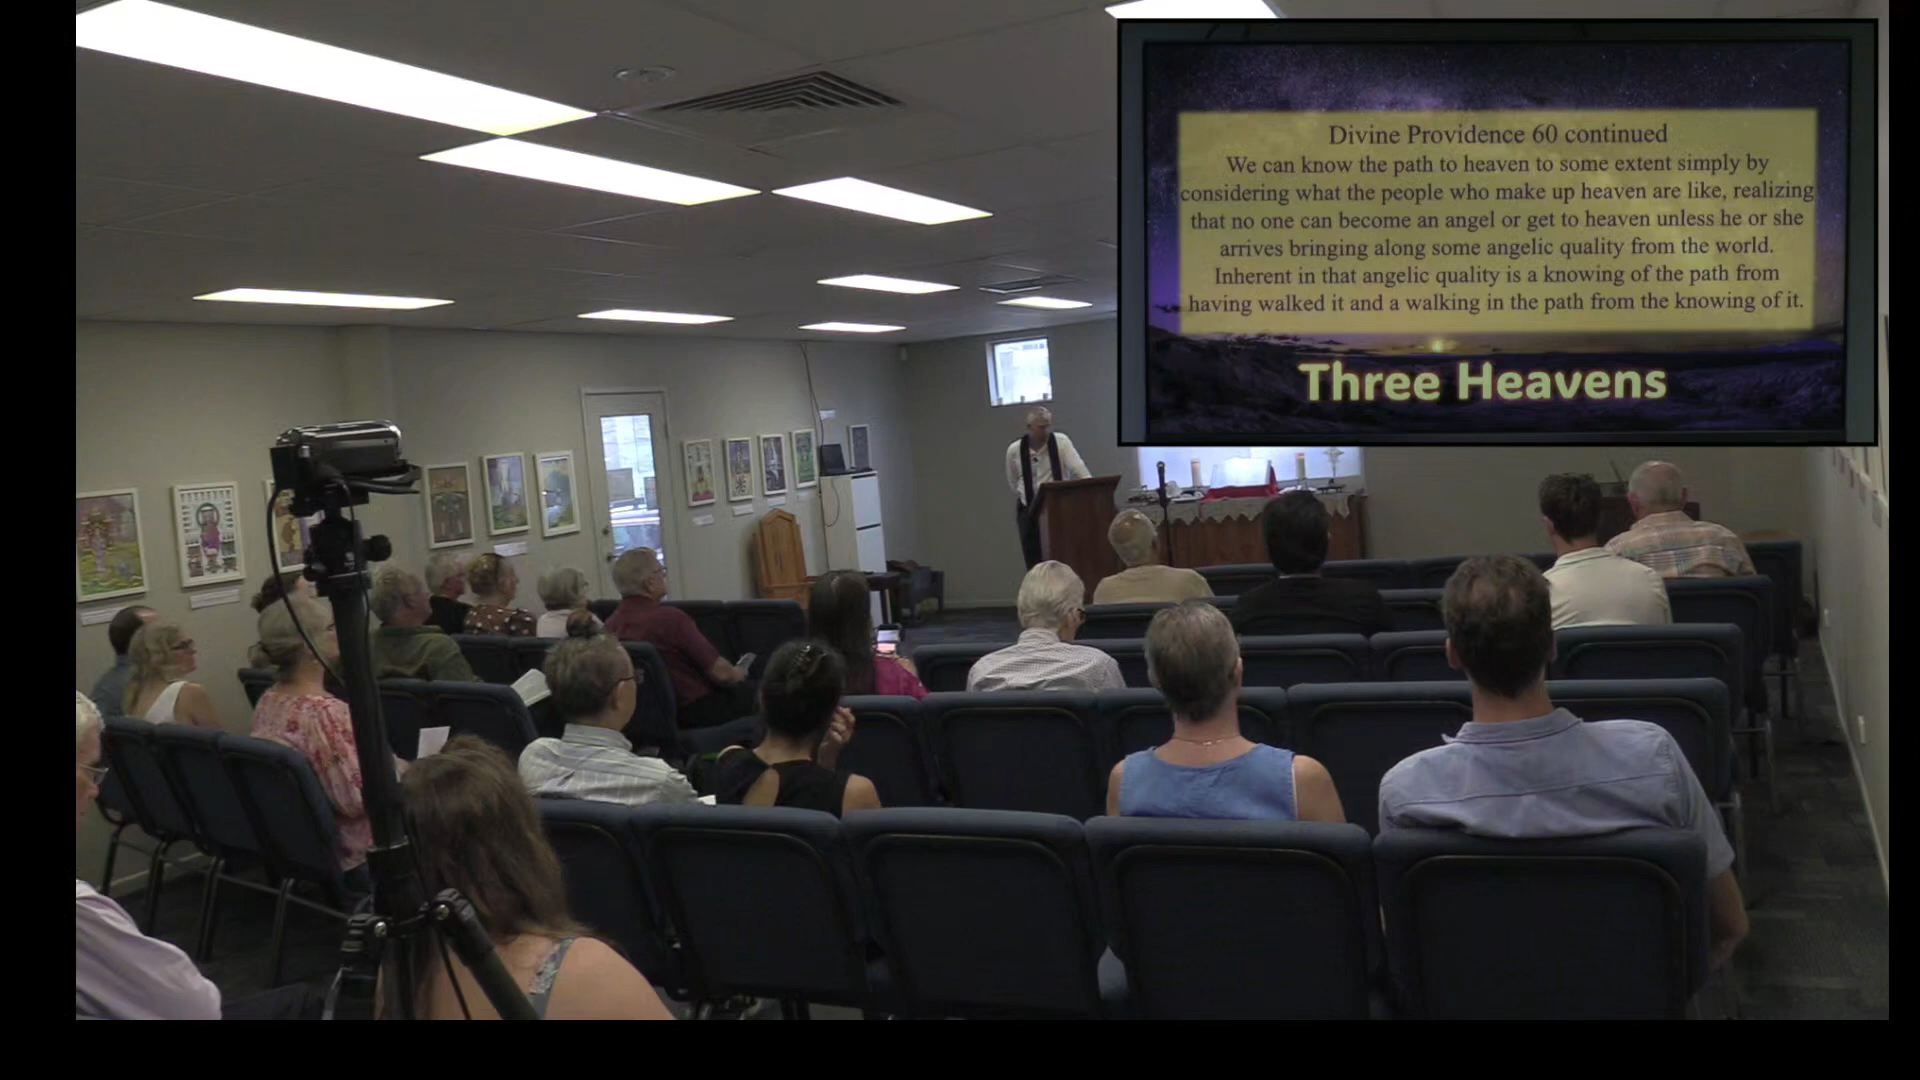 Divine Providence 60 continued
We can know the path to heaven to some extent simply by
considering what the people who make up heaven are like, realizing
that no one can become an angel or get to heaven unless he or she
arrives bringing along some angelic quality from the world.
Inherent in that angelic quality is a knowing of the path from
having walked it and a walking in the path from the knowing of it.
Three Heavens